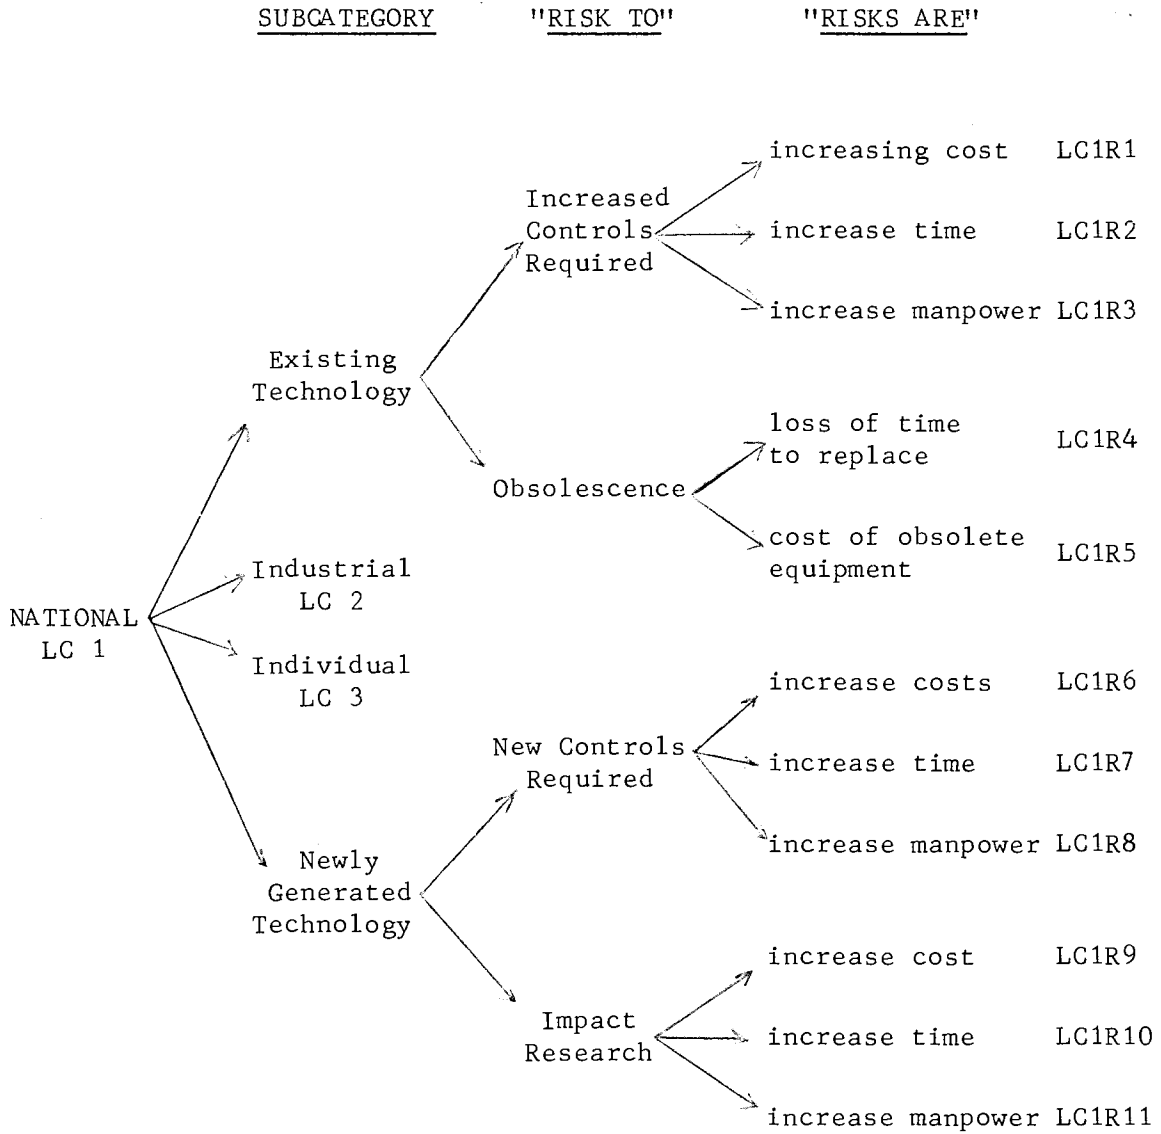 SUBCATEGORY "RISK TO" "RISKS ARE"
increasing cost LC1R1
Increased
Controls
Required
increase time LC1R2
increase manpower LC1R3
Existing
Technology
loss of time
to replace
LC1R4
Obsolescence
cost of obsolete
equipment
LC1R5
Industrial
LC 2
NATIONAL
LC 1
Individual
LC 3
increase costs LC1R6
New Controls
Required
increase time LC1R7
increase manpower LC1R8
Newly
Generated
Technology
increase cost LC1R9
Impact
Research
increase time LC1R10
increase manpower LC1R11